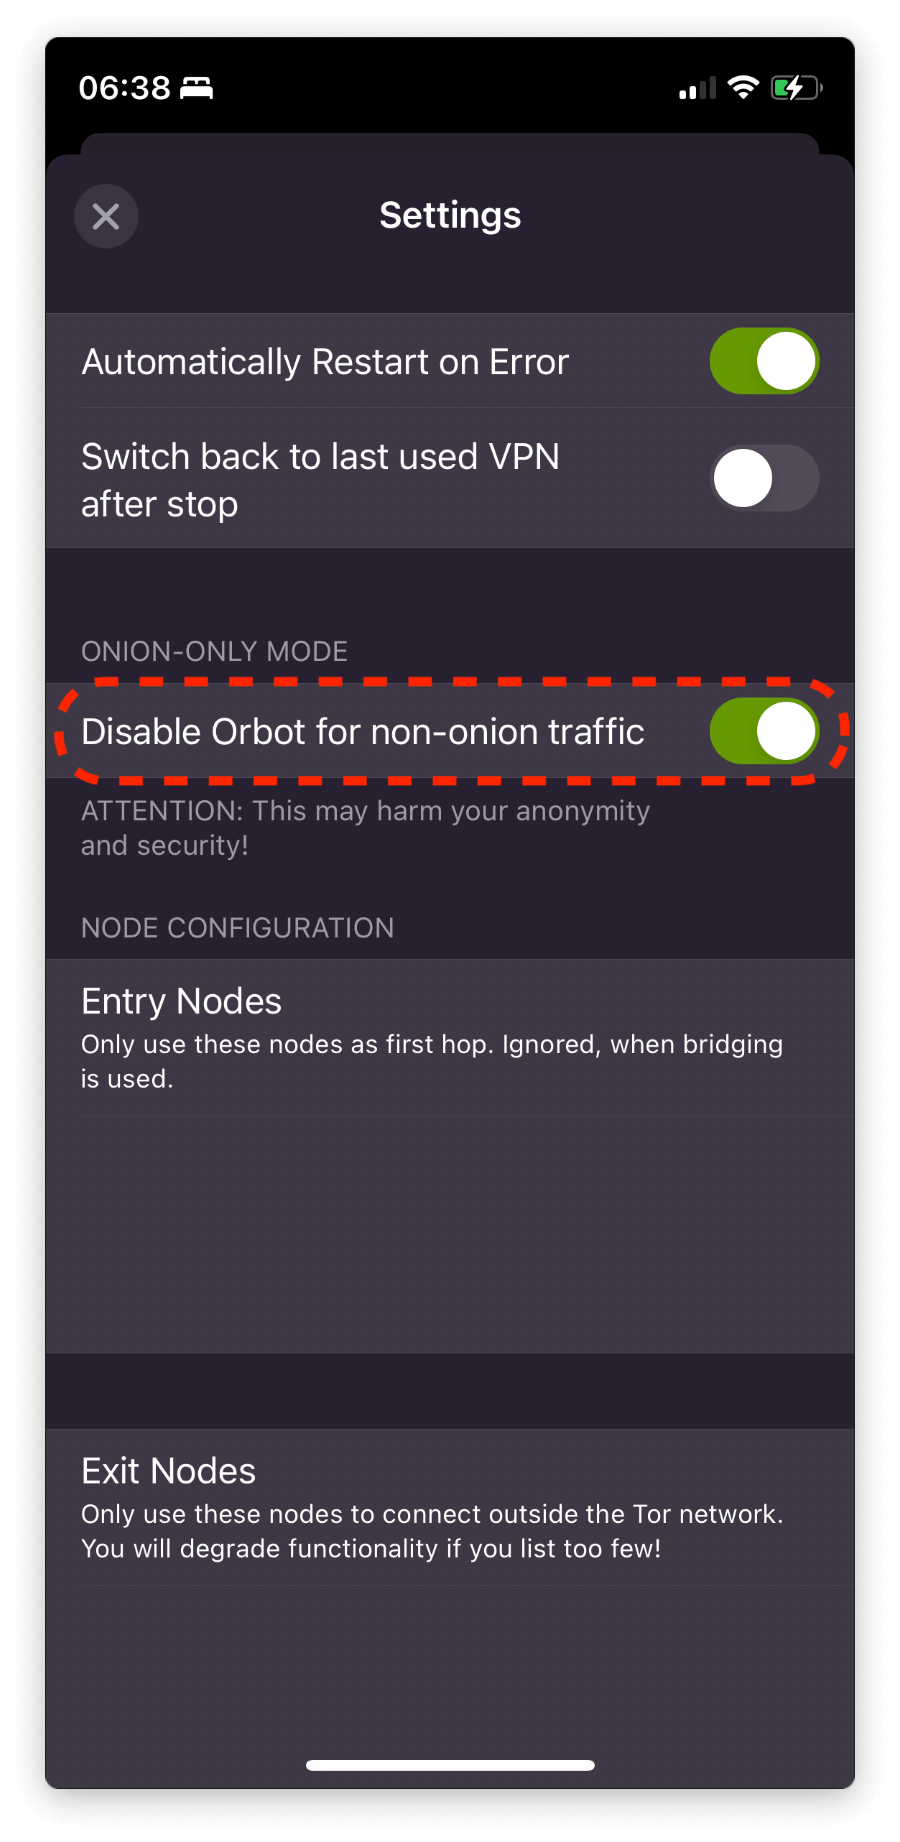 06:38
Settings
Automatically Restart on Error
Switch back to last used VPN
after stop
ONION-ONLY MODE
Disable Orbot for non-onion traffic
ATTENTION: This may harm your anonymity
and security!
NODE CONFIGURATION
Entry Nodes
Only use these nodes as first hop. Ignored, when bridging
is used.
Exit Nodes
Only use these nodes to connect outside the Tor network.
You will degrade functionality if you list too few!